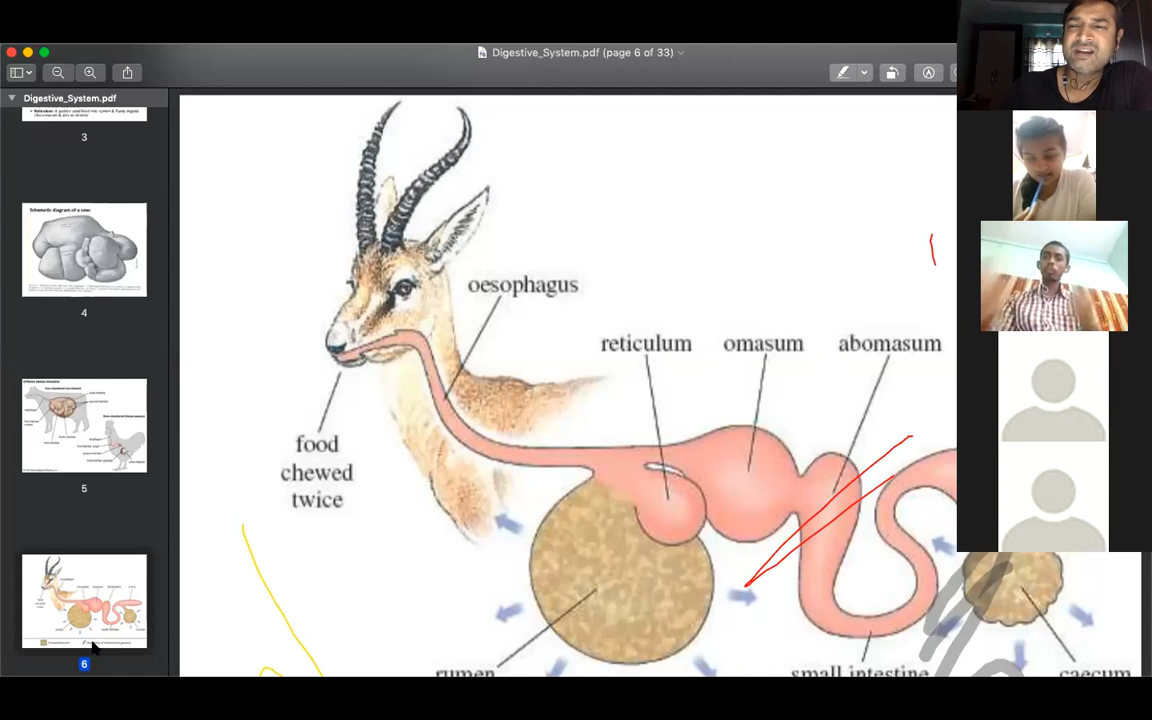 Digestive_System.pdf (page 6 of 33)
Digestive_System.pdf
3
Schematic diagram of a cow
4
5
6
oesophagus
reticulum omasum abomasum
food
chewed
twice
rumen
small intestine
caecum